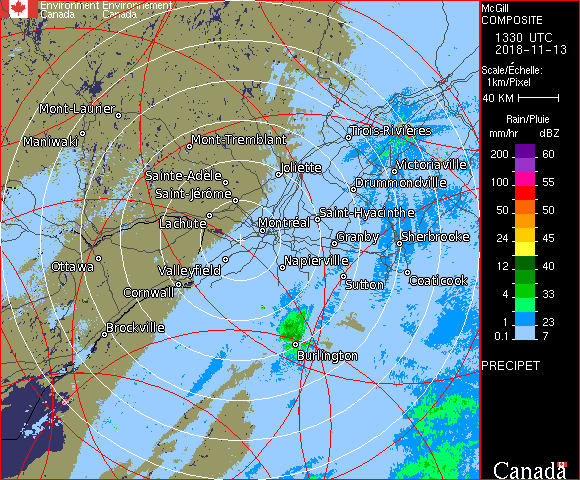 Environment Environnement
Canada Canada
McGill
COMPOSITE
1330 UTC
2018-11-13
Scale/Échelle:
1km/Pixel
40 KM
Rain/Pluie
mm/hr dBZ
200 60
100 55
50 50
24 45
12 40
4 33
1 23
0.1 7
PRECIPET
Canada
Mont-Laurier
Maniwaki
Mont-Tremblant
Trois-Rivières
Joliette
Victoriaville
Sainte-Adèle
Drummondville
Saint-Jérôme
Lachute
Saint-Hyacinthe
Montréal
Granby
Sherbrooke
Ottawa
Valleyfield
Napierville
Sutton
Coaticook
Cornwall
Brockville
Burlington